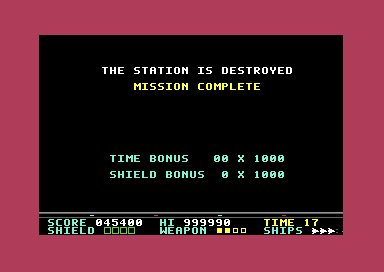 THE STATION IS DESTROYED
MISSION COMPLETE
TIME BONUS 00 X 1000
SHIELD BONUS 0 X 1000
SCORE 045400 HI 999990 TIME 17
SHIELD WEAPON SHIPS